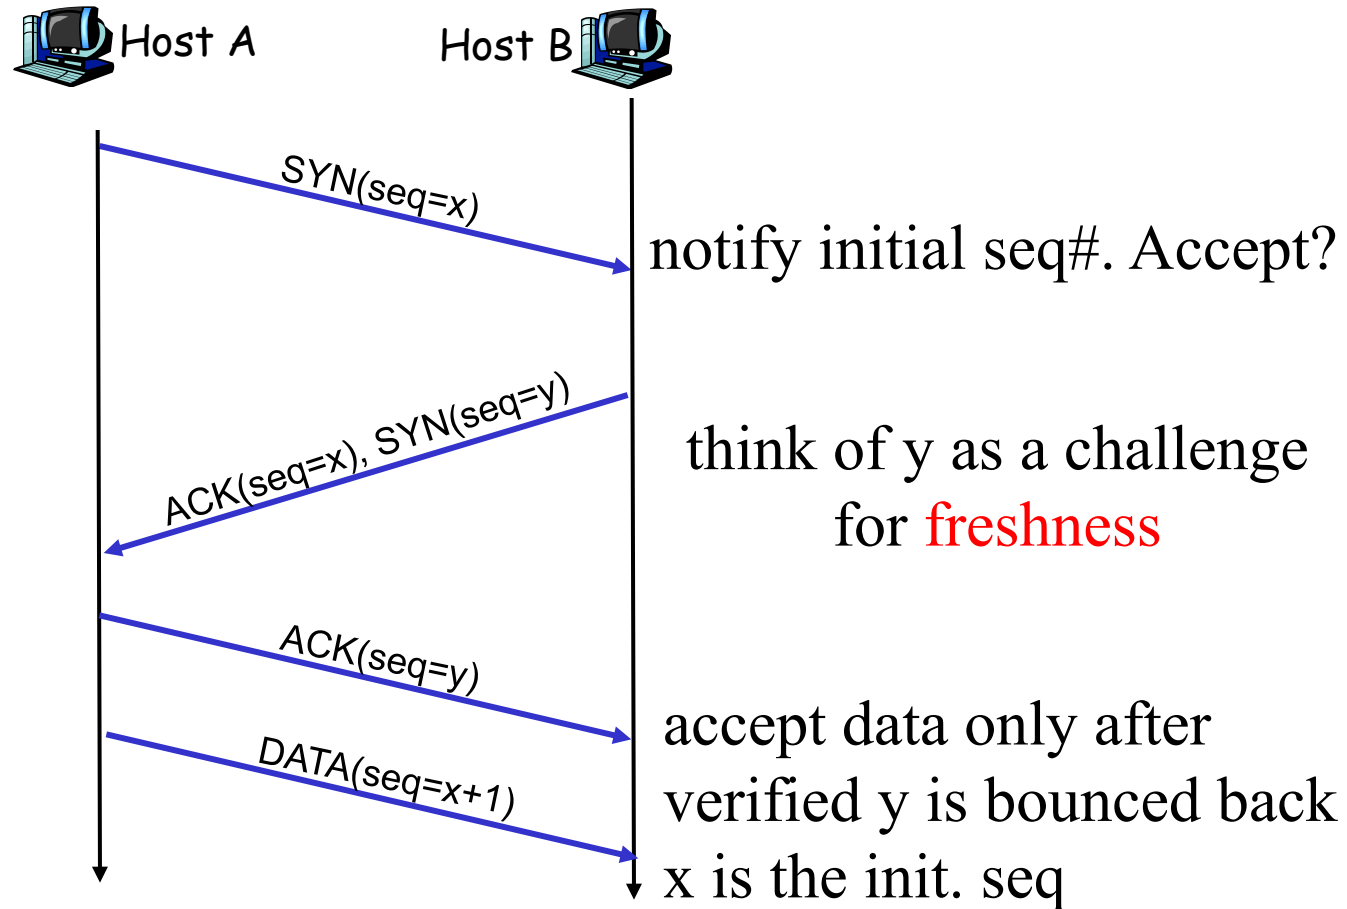 Host A
Host B
SYN(seq=x)
notify initial seq#. Accept?
ACK(seq=x), SYN(seq=y)
think of y as a challenge
for freshness
ACK(seq=y)
DATA(seq=x+1)
accept data only after
verified y is bounced back
x is the init. seq